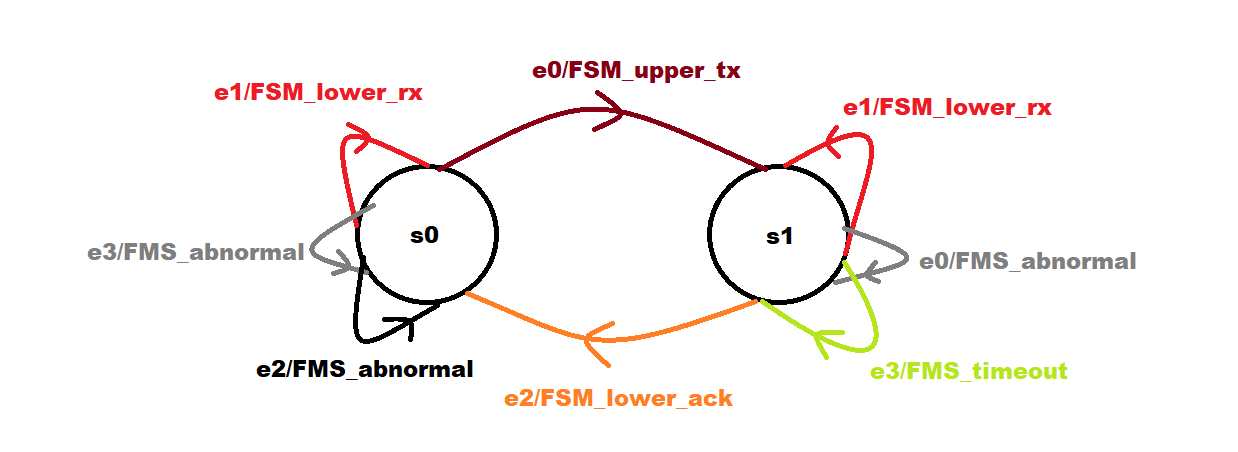 e0/FSM_upper_tx
e1/FSM_lower_rx
e1/FSM_lower_rx
s0
s1
e3/FMS_abnormal
e0/FMS_abnormal
e2/FMS_abnormal
e3/FMS_timeout
e2/FSM_lower_ack